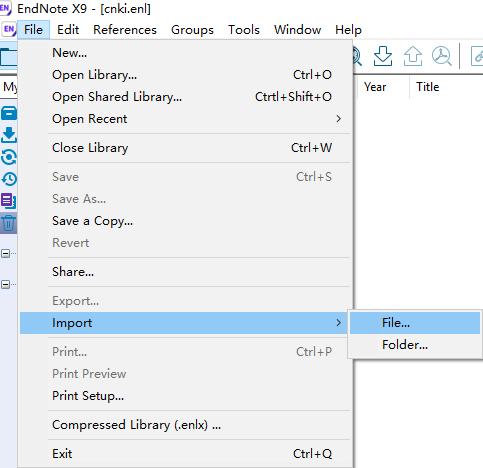 EndNote X9 - [cnki.enl]
EN File Edit References Groups Tools Window Help
New...
Open Library... Ctrl+O
Open Shared Library... Ctrtl+Shift+O
Open Recent
Close Library Ctrl+W
Save Ctrl+S
Save As...
Save a Copy...
Revert
Share...
Export...
Import
File...
Folder...
Print... Ctrl+P
Print Preview
Print Setup...
Compressed Library (.enlx) ...
Exit Ctrl+Q
My
Year Title